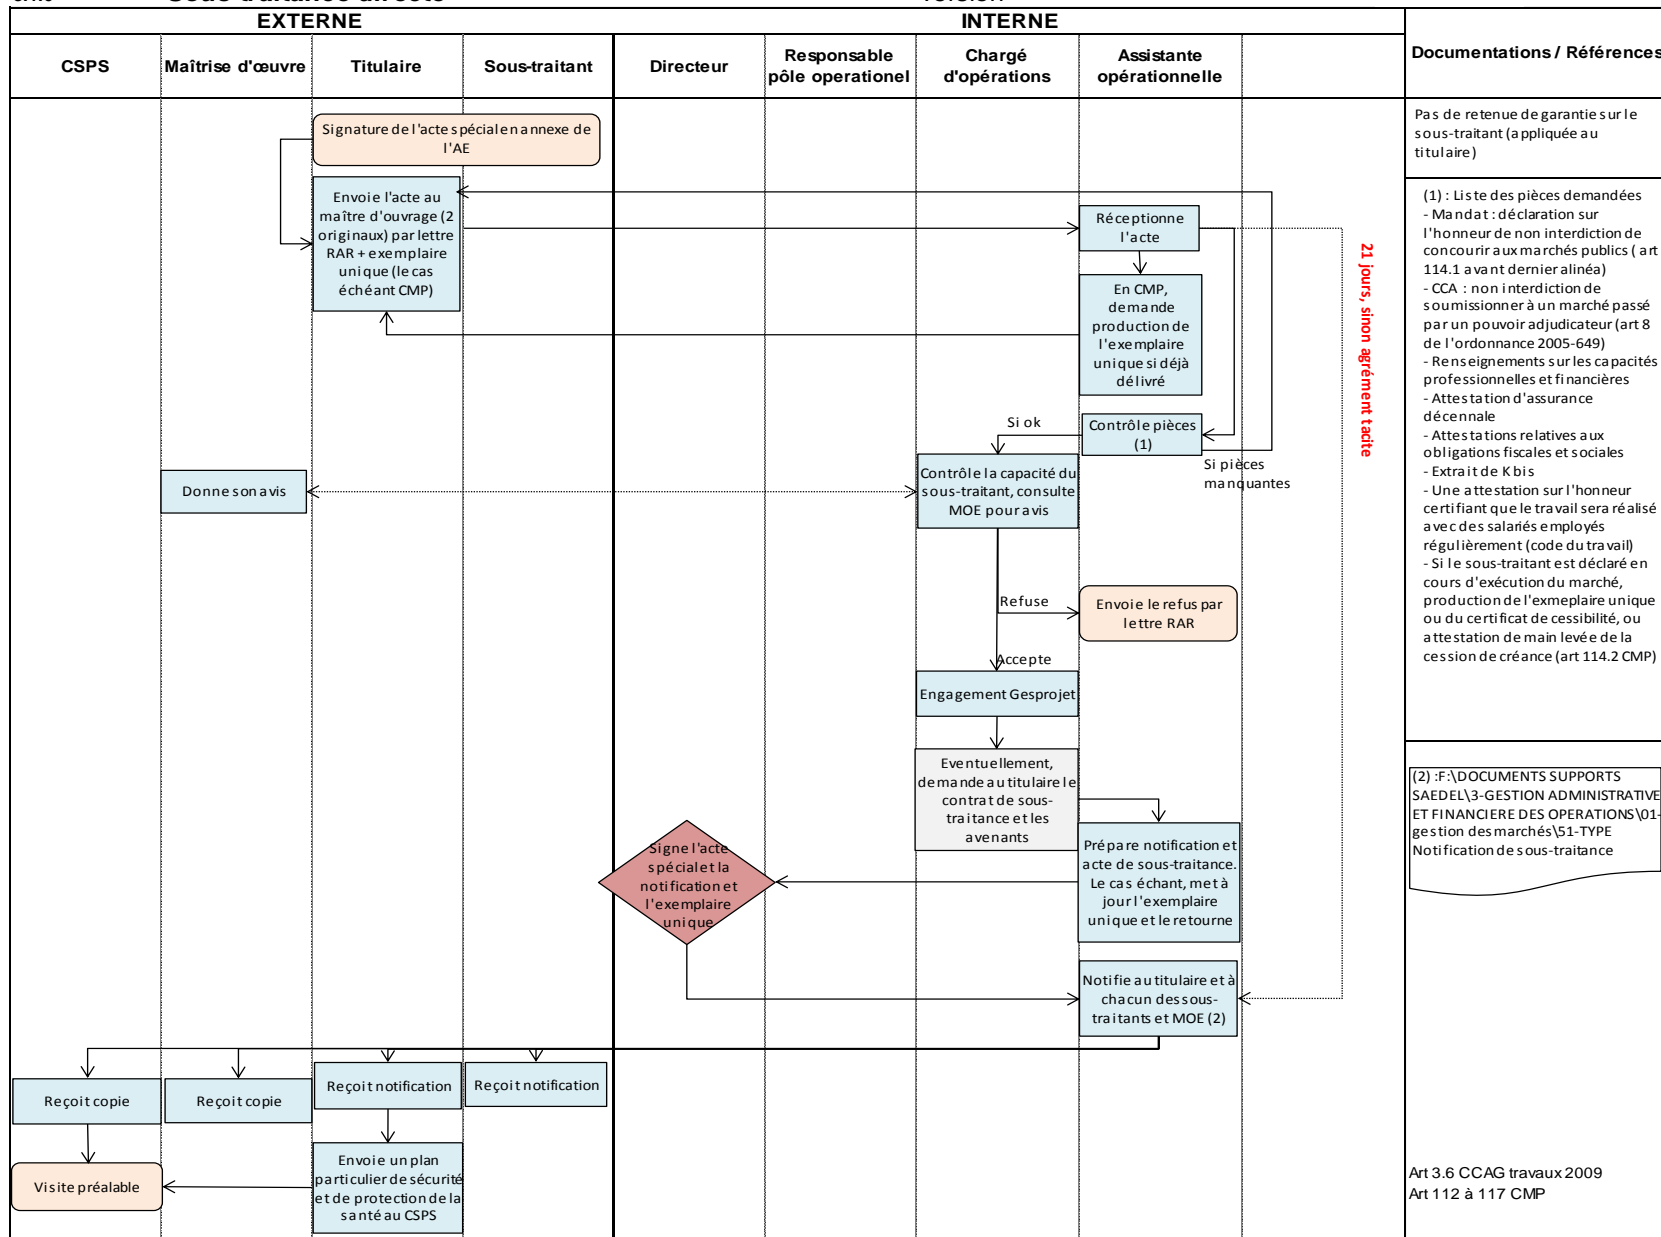 Sous-traitance directe
EXTERNE
INTERNE
CSPS
Maîtrise d'œuvre
Titulaire
Sous-traitant
Directeur
Responsable
pôle operationel
Chargé
d'opérations
Assistante
opérationnelle
Documentations / Références
Signature de l'acte spécial en annexe de
l'AE
Pas de retenue de garantie sur le
sous-traitant (appliquée au
titulaire)
Envoie l'acte au
maître d'ouvrage (2
originaux) par lettre
RAR + exemplaire
unique (le cas
échéant CMP)
Réceptionne
l'acte
En CMP,
demande
production de
l'exemplaire
unique si déjà
délivré
21 jours, sinon agrément tacite
(1) : Liste des pièces demandées
- Mandat : déclaration sur
l'honneur de non interdiction de
concourir aux marchés publics ( art
114.1 avant dernier alinéa)
- CCA : non interdiction de
soumissionner à un marché passé
par un pouvoir adjudicateur (art 8
de l'ordonnance 2005-649)
- Renseignements sur les capacités
professionnelles et financières
- Attestation d'assurance
décennale
- Attestations relatives aux
obligations fiscales et sociales
- Extrait de Kbis
- Une attestation sur l'honneur
certifiant que le travail sera réalisé
avec des salariés employés
régulièrement (code du travail)
- Si le sous-traitant est déclaré en
cours d'exécution du marché,
production de l'exmeplaire unique
ou du certificat de cessibilité, ou
attestation de main levée de la
cession de créance (art 114.2 CMP)
Si ok
Contrôle pièces
(1)
Si pièces
manquantes
Donne son avis
Contrôle la capacité du
sous-traitant, consulte
MOE pour avis
Refuse
Envoie le refus par
lettre RAR
Accepte
Engagement Gesprojet
Eventuellement,
demande au titulaire le
contrat de sous-
traitance et les
avenants
(2) :F:\DOCUMENTS SUPPORTS
SAEDEL\3-GESTION ADMINISTRATIVE
ET FINANCIERE DES OPERATIONS\01-
gestion des marchés\51-TYPE
Notification de sous-traitance
Signe l'acte
spécial et la
notification et
l'exemplaire
unique
Prépare notification et
acte de sous-traitance.
Le cas échant, met à
jour l'exemplaire
unique et le retourne
Notifie au titulaire et à
chacun des sous-
traitants et MOE (2)
Reçoit copie
Reçoit copie
Reçoit notification
Reçoit notification
Visite préalable
Envoie un plan
particulier de sécurité
et de protection de la
santé au CSPS
Art 3.6 CCAG travaux 2009
Art 112 à 117 CMP